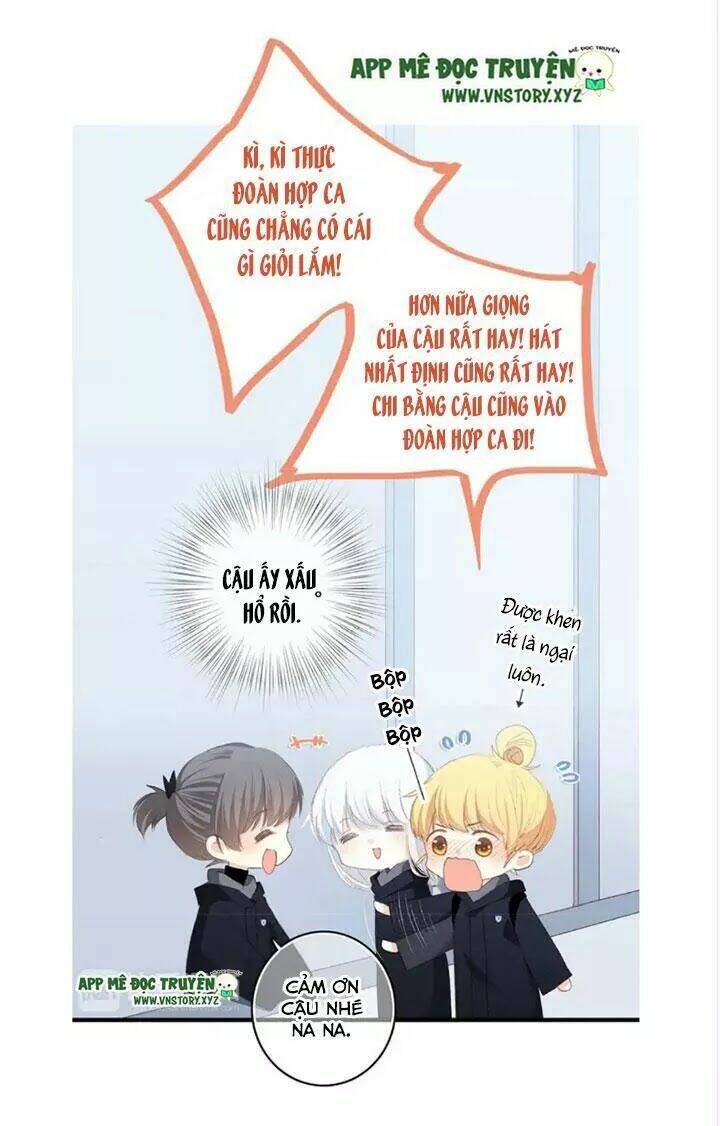 MÊ ĐỌC TRUYỆN
APP MÊ ĐỌC TRUYỆN
WWW.VNSTORY.XYZ
KÌ, KÌ THỰC
ĐOÀN HỢP CA
CŨNG CHẲNG CÓ CÁI
GÌ GIỎI LẮM!
HƠN NỮA GIỌNG
CỦA CẬU RẤT HAY! HÁT
NHẤT ĐỊNH CŨNG RẤT HAY!
CHI BẰNG CẬU CŨNG VÀO
ĐOÀN HỢP CA ĐI!
CẬU ẤY XẤU
HỔ RỒI.
Được khen
rất là ngại
luôn.
BỘP
BỘP
BỘP
CẢM ƠN
CẬU NHÉ
NA NA.
APP MÊ ĐỌC TRUYỆN
WWW.VNSTORY.XYZ